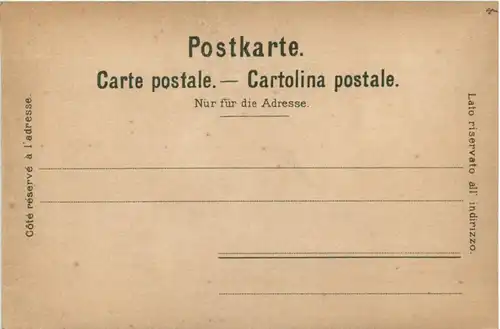 Postkarte.
Carte postale. — Cartolina postale.
Nur für die Adresse.
Côté réservé à l'adresse.
Lato riservato all' indirizzo.